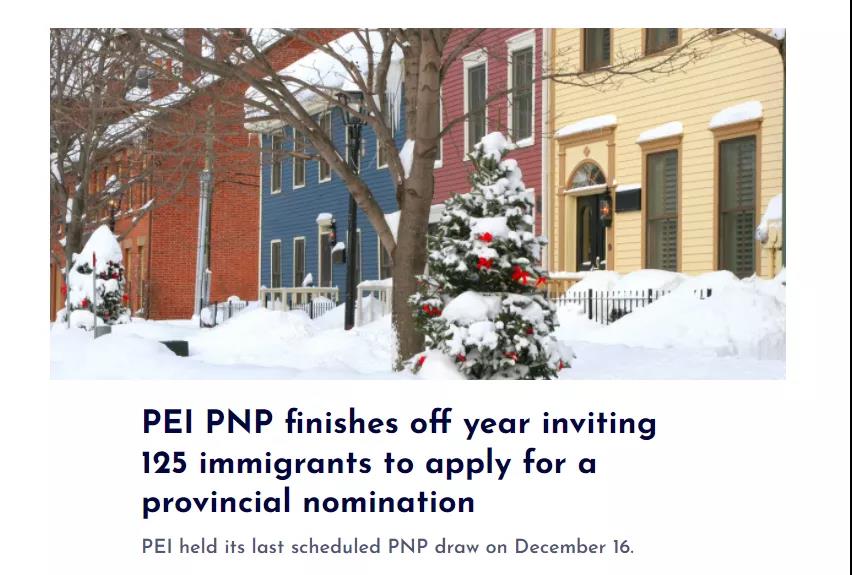 PEI PNP finishes off year inviting
125 immigrants to apply for a
provincial nomination
PEI held its last scheduled PNP draw on December 16.